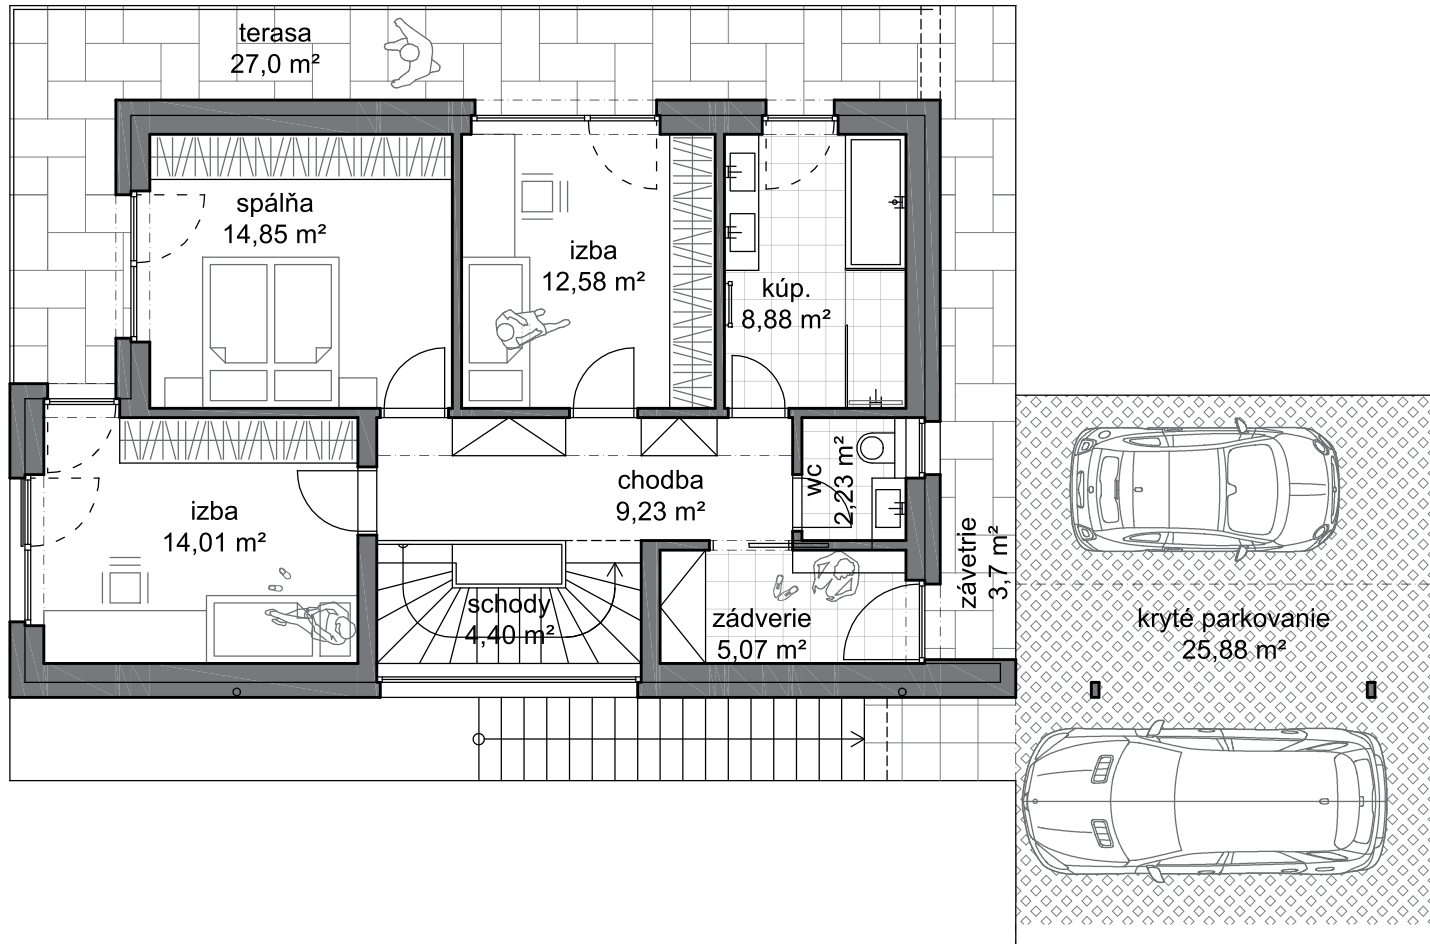 terasa
27,0 m²
spálňa
14,85 m²
izba
12,58 m²
kúp.
8,88 m²
izba
14,01 m²
chodba
9,23 m²
wc
2,23 m²
schody
4,40 m²
zádverie
5,07 m²
závetrie
3,7 m²
kryté parkovanie
25,88 m²